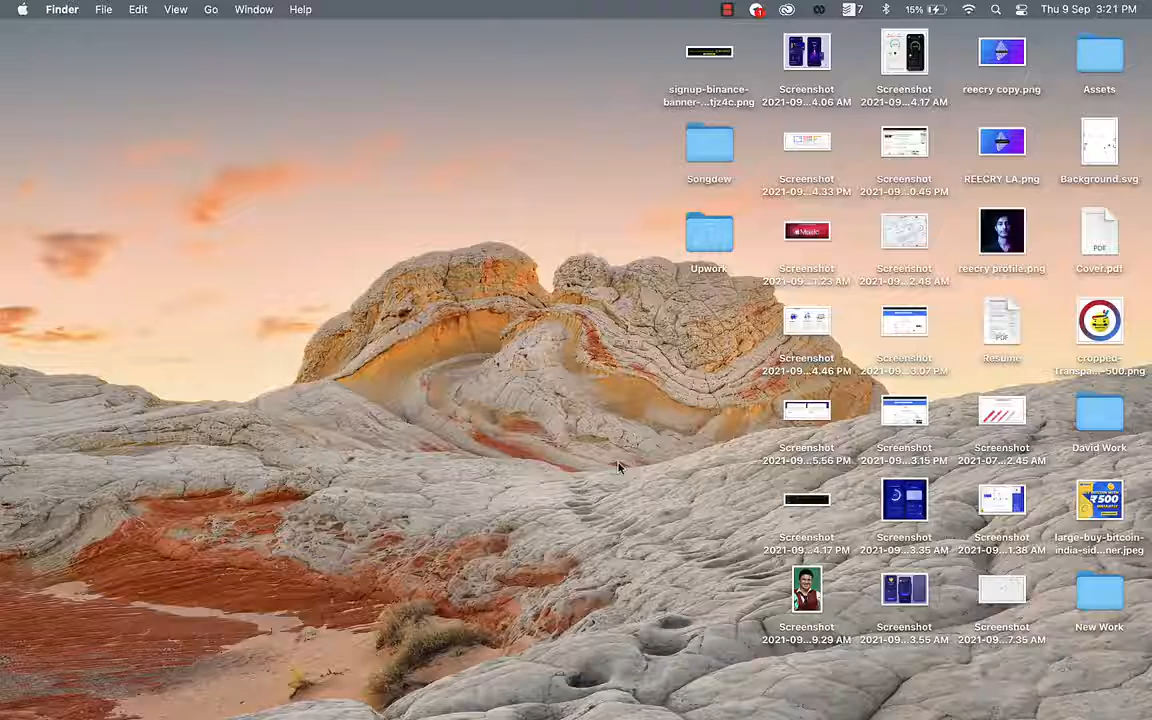 Finder File Edit View Go Window Help
1 7 15% Thu 9 Sep 3:21 PM
signup-binance-
banner-...tjz4c.png
Screenshot
2021-09...4.06 AM
Screenshot
2021-09...4.17 AM
reecry copy.png
Assets
Songdew
Screenshot
2021-09...4.33 PM
Screenshot
2021-09...0.45 PM
REECRY LA.png
Background.svg
Upwork
Music
Screenshot
2021-09...1.23 AM
Screenshot
2021-09...2.48 AM
reecry profile.png
PDF
Cover.pdf
Screenshot
2021-09...4.46 PM
Screenshot
2021-09...3.07 PM
PDF
Resume
cropped-
Transpa...-500.png
Screenshot
2021-09...5.56 PM
Screenshot
2021-09...3.15 PM
Screenshot
2021-07...2.45 AM
David Work
Screenshot
2021-09...4.17 PM
Screenshot
2021-09...3.35 AM
Screenshot
2021-09...1.38 AM
₹500
large-buy-bitcoin-
india-sid...ner.jpeg
Screenshot
2021-09...9.29 AM
Screenshot
2021-09...3.55 AM
Screenshot
2021-09...7.35 AM
New Work